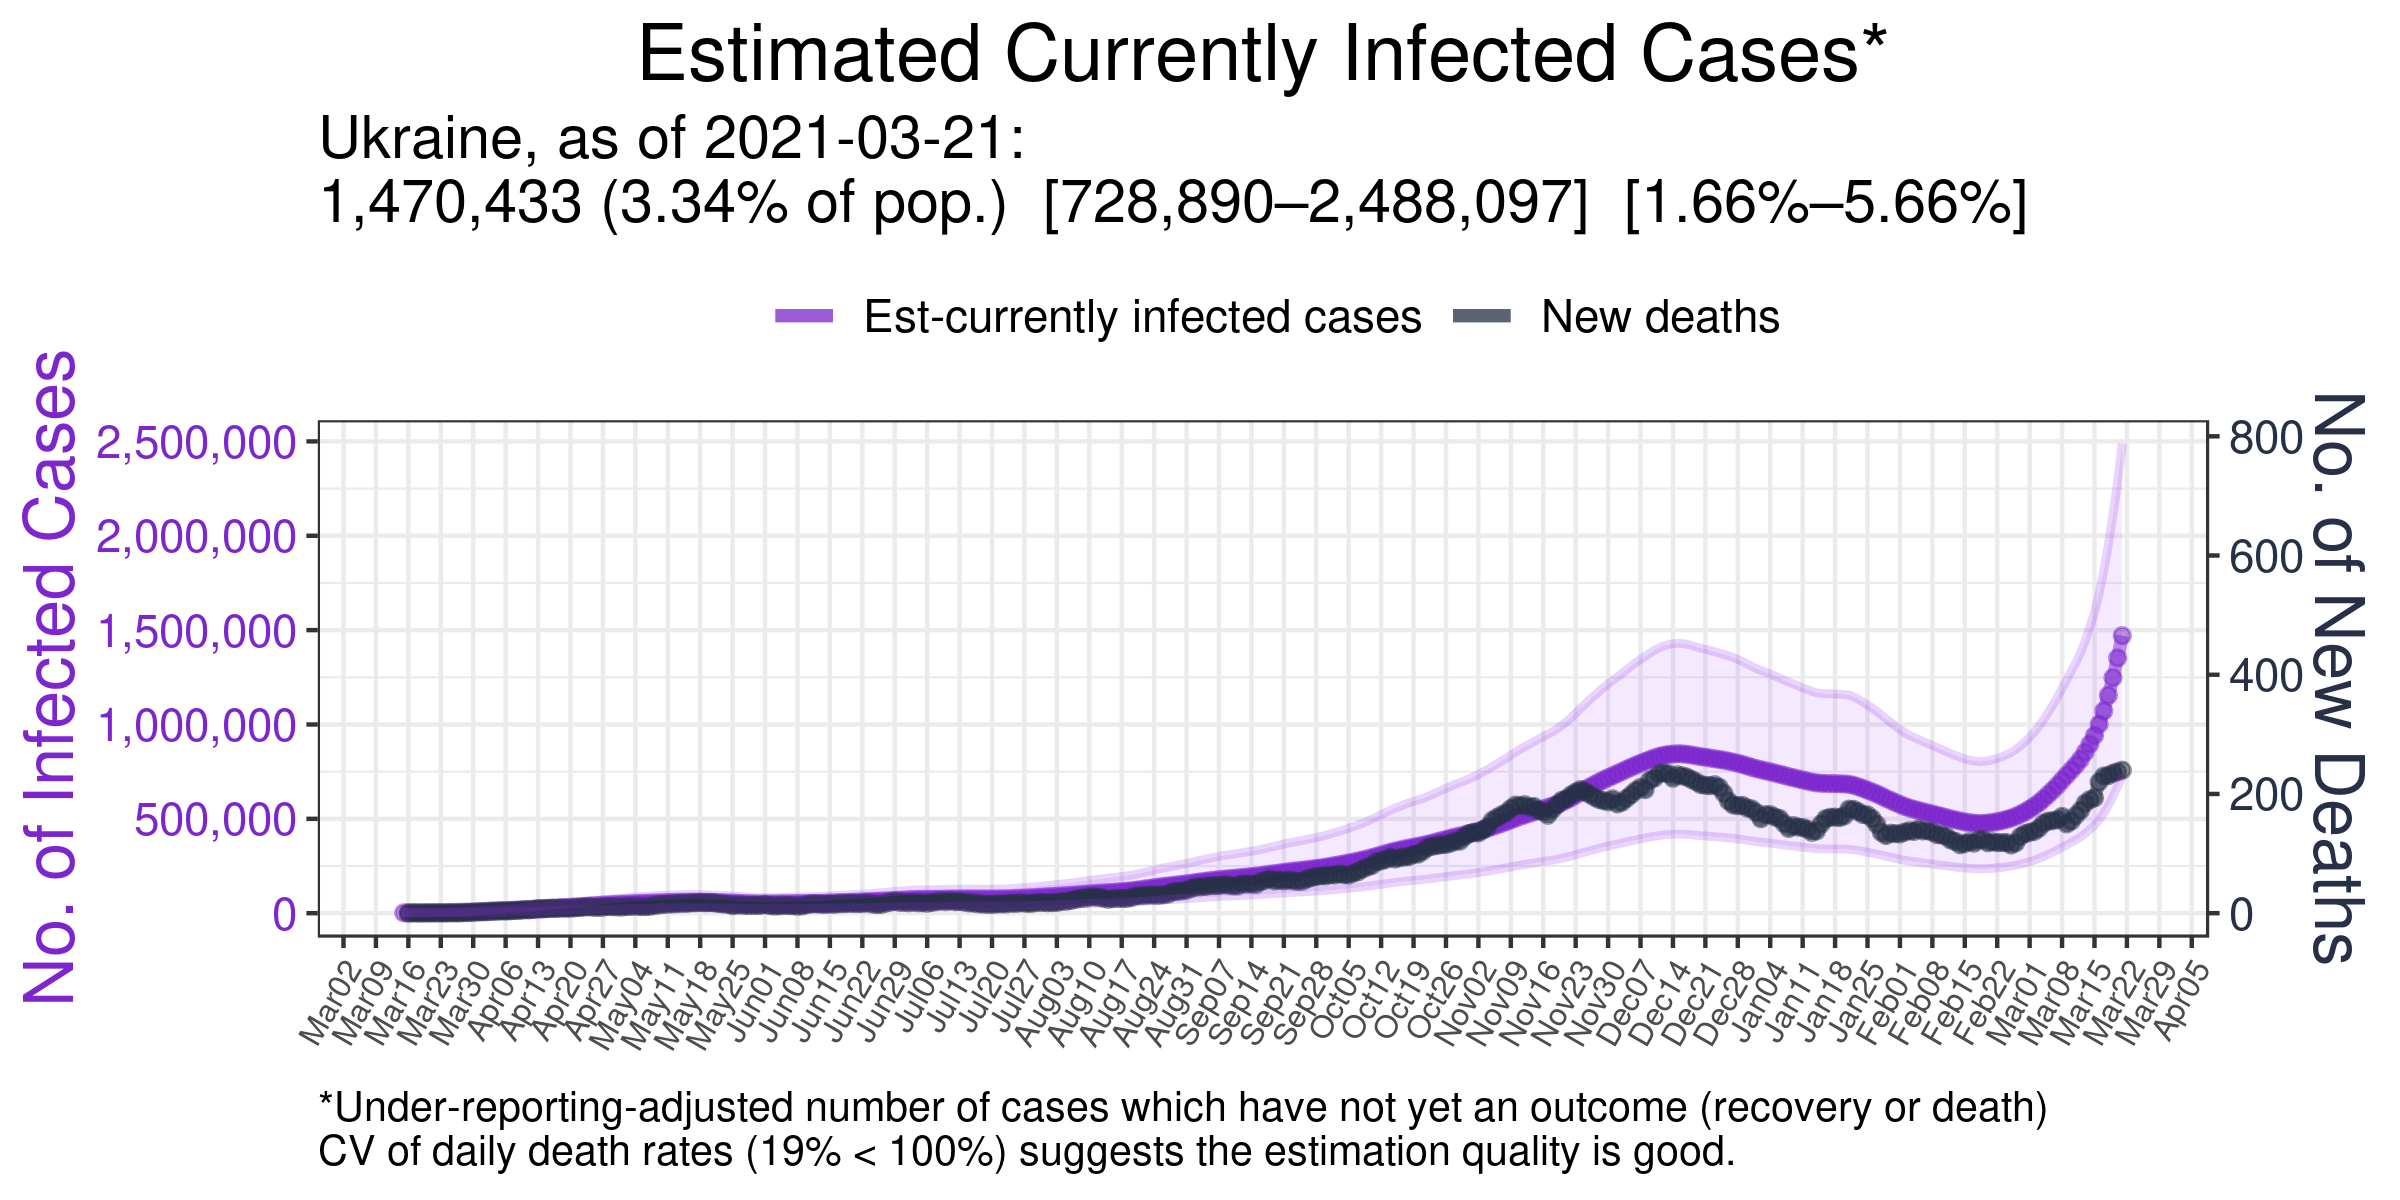 Estimated Currently Infected Cases*
Ukraine, as of 2021-03-21:
1,470,433 (3.34% of pop.) [728,890–2,488,097] [1.66%–5.66%]
Est-currently infected cases
New deaths
No. of Infected Cases
2,500,000
2,000,000
1,500,000
1,000,000
500,000
0
800
600
400
200
0
No. of New Deaths
Mar02
Mar09
Mar16
Mar23
Mar30
Apr06
Apr13
Apr20
Apr27
May04
May11
May18
May25
Jun01
Jun08
Jun15
Jun22
Jun29
Jul06
Jul13
Jul20
Jul27
Aug03
Aug10
Aug17
Aug24
Aug31
Sep07
Sep14
Sep21
Sep28
Oct05
Oct12
Oct19
Oct26
Nov02
Nov09
Nov16
Nov23
Nov30
Dec07
Dec14
Dec21
Dec28
Jan04
Jan11
Jan18
Jan25
Feb01
Feb08
Feb15
Feb22
Mar01
Mar08
Mar15
Mar22
Mar29
Apr05
*Under-reporting-adjusted number of cases which have not yet an outcome (recovery or death)
CV of daily death rates (19% < 100%) suggests the estimation quality is good.